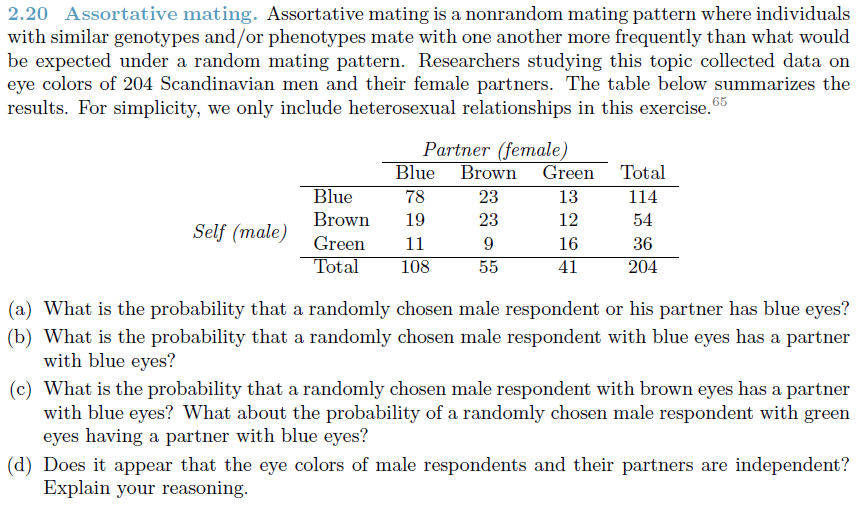 2.20 Assortative mating. Assortative mating is a nonrandom mating pattern where individuals
with similar genotypes and/or phenotypes mate with one another more frequently than what would
be expected under a random mating pattern. Researchers studying this topic collected data on
eye colors of 204 Scandinavian men and their female partners. The table below summarizes the
results. For simplicity, we only include heterosexual relationships in this exercise.65
Partner (female)
Blue Brown Green Total
Blue 78 23 13 114
Brown 19 23 12 54
Self (male)
Green 11 9 16 36
Total 108 55 41 204
(a) What is the probability that a randomly chosen male respondent or his partner has blue eyes?
(b) What is the probability that a randomly chosen male respondent with blue eyes has a partner
with blue eyes?
(c) What is the probability that a randomly chosen male respondent with brown eyes has a partner
with blue eyes? What about the probability of a randomly chosen male respondent with green
eyes having a partner with blue eyes?
(d) Does it appear that the eye colors of male respondents and their partners are independent?
Explain your reasoning.